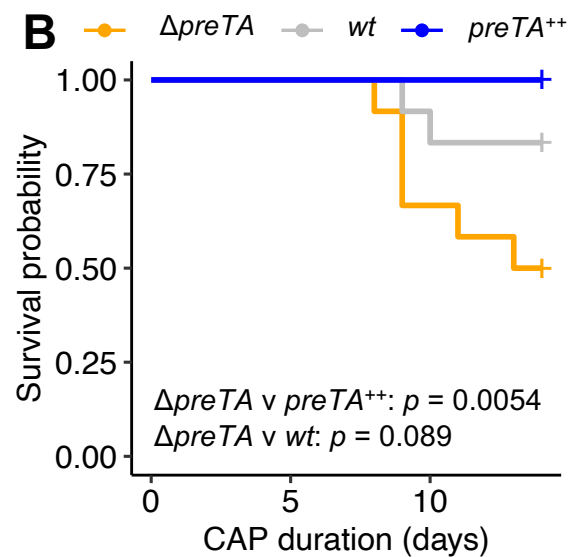 B ΔpreTA wt preTA⁺⁺
1.00
0.75
0.50
0.25
0.00
Survival probability
ΔpreTA v preTA⁺⁺: p = 0.0054
ΔpreTA v wt: p = 0.089
0 5 10
CAP duration (days)